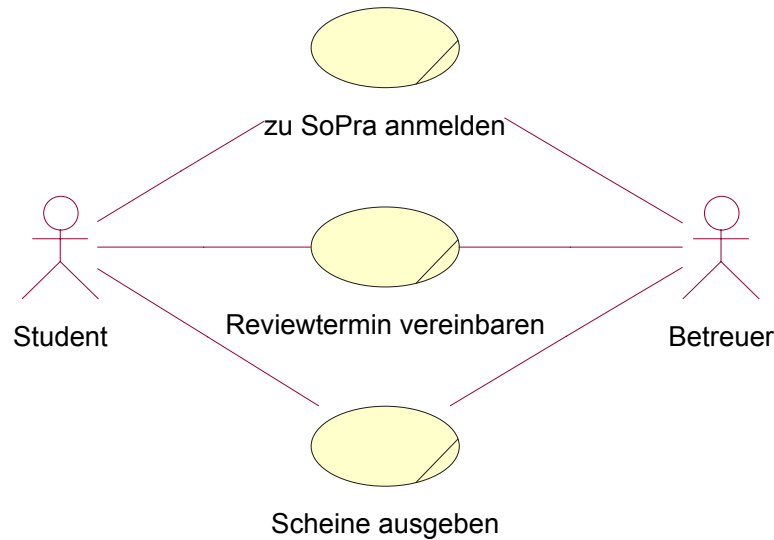 zu SoPra anmelden
Reviewtermin vereinbaren
Student
Betreuer
Scheine ausgeben